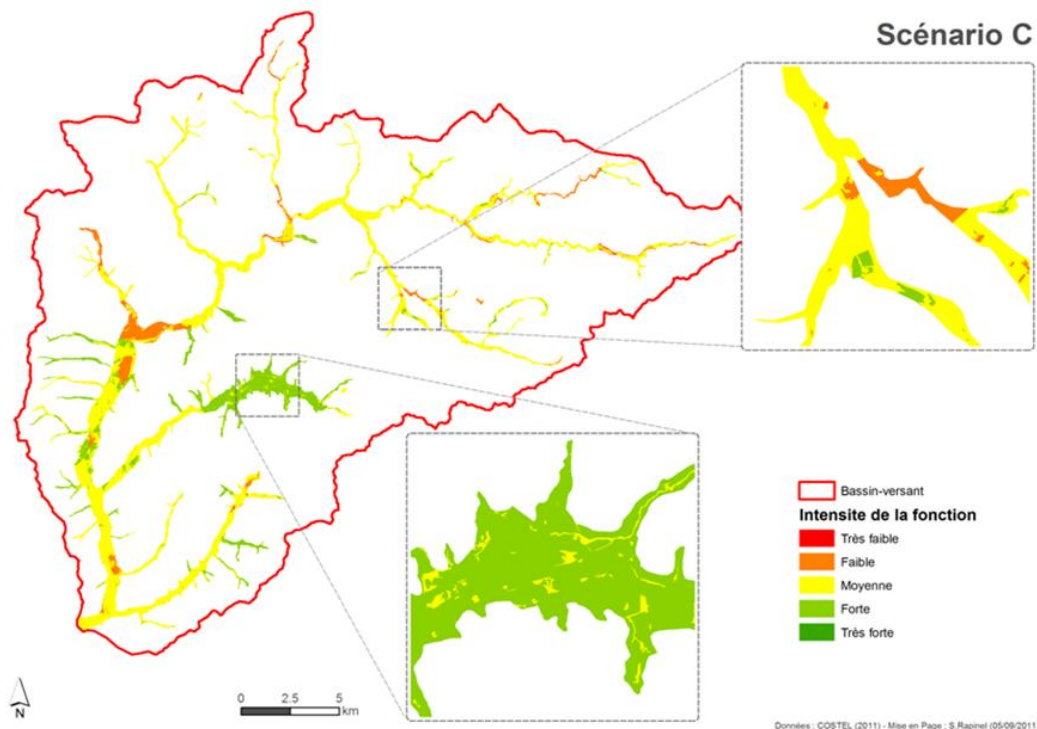 Scénario C
Bassin-versant
Intensite de la fonction
Très faible
Faible
Moyenne
Forte
Très forte
N
0 2.5 5
km
Données : COSTEL (2011) - Mise en Page : S.Rapinel (05/09/2011